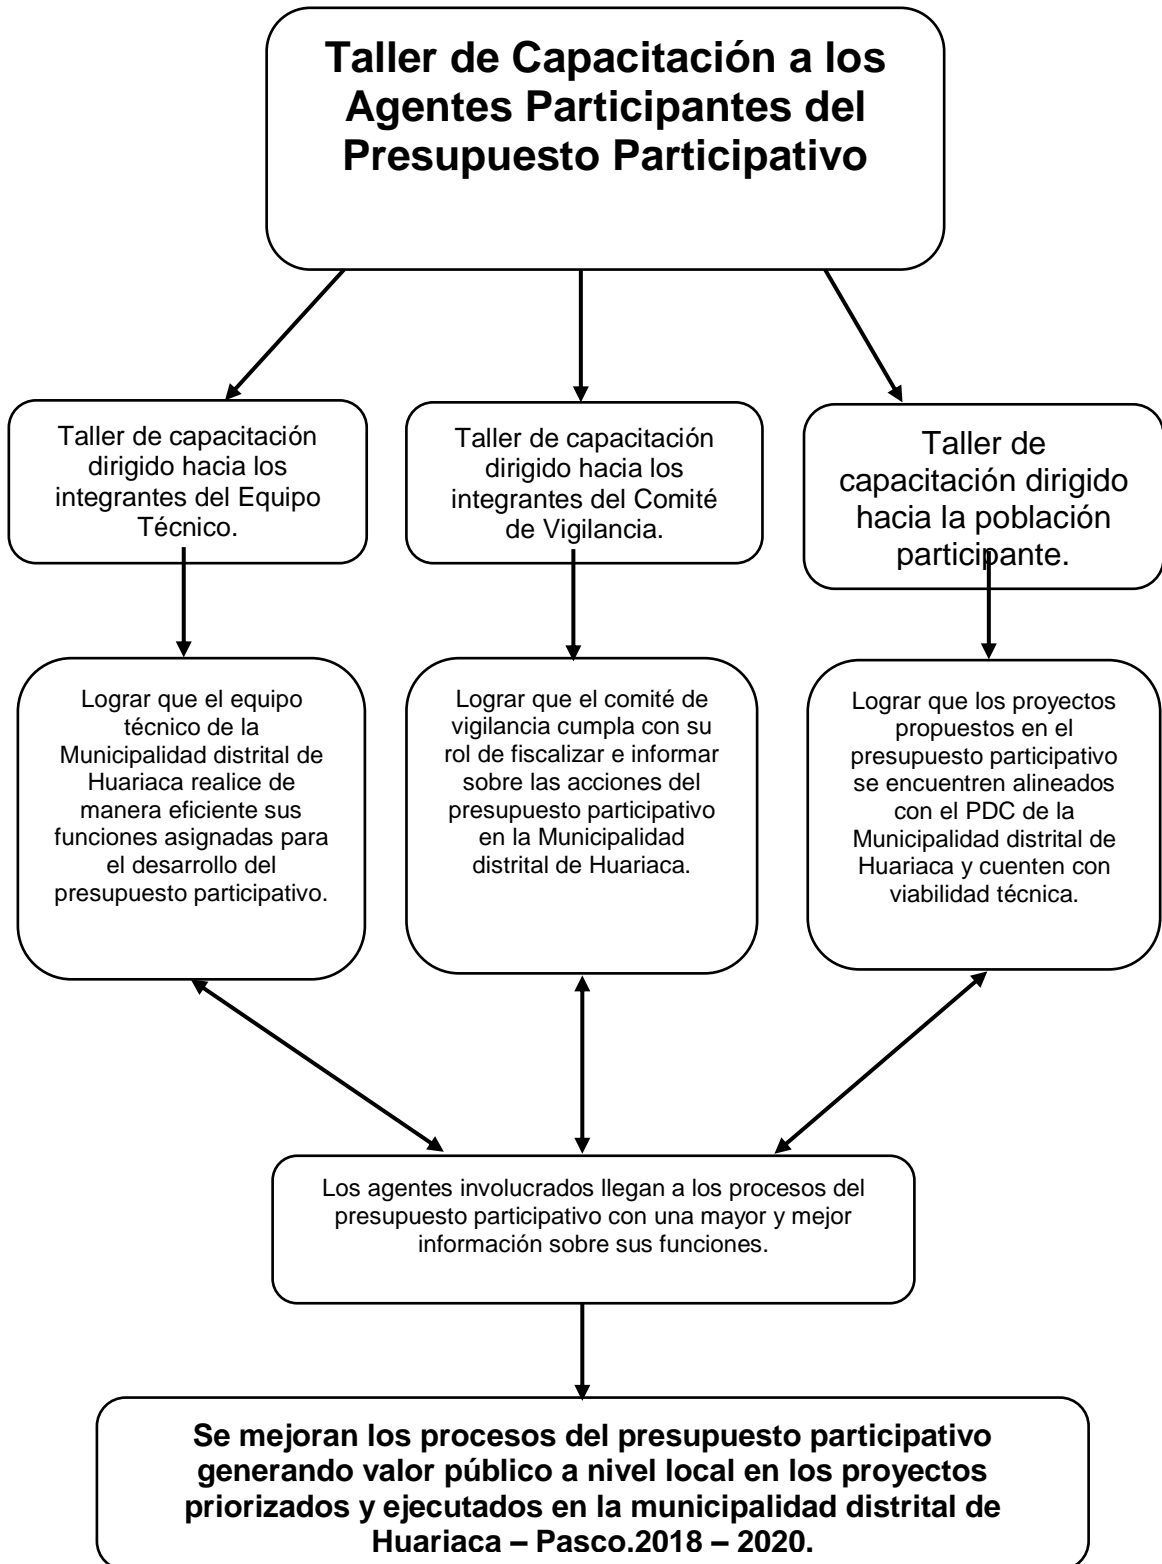 Taller de Capacitación a los
Agentes Participantes del
Presupuesto Participativo
Taller de capacitación
dirigido hacia los
integrantes del Equipo
Técnico.
Taller de capacitación
dirigido hacia los
integrantes del Comité
de Vigilancia.
Taller de
capacitación dirigido
hacia la población
participante.
Lograr que el equipo
técnico de la
Municipalidad distrital de
Huariaca realice de
manera eficiente sus
funciones asignadas para
el desarrollo del
presupuesto participativo.
Lograr que el comité de
vigilancia cumpla con su
rol de fiscalizar e informar
sobre las acciones del
presupuesto participativo
en la Municipalidad
distrital de Huariaca.
Lograr que los proyectos
propuestos en el
presupuesto participativo
se encuentren alineados
con el PDC de la
Municipalidad distrital de
Huariaca y cuenten con
viabilidad técnica.
Los agentes involucrados llegan a los procesos del
presupuesto participativo con una mayor y mejor
información sobre sus funciones.
Se mejoran los procesos del presupuesto participativo
generando valor público a nivel local en los proyectos
priorizados y ejecutados en la municipalidad distrital de
Huariaca – Pasco.2018 – 2020.